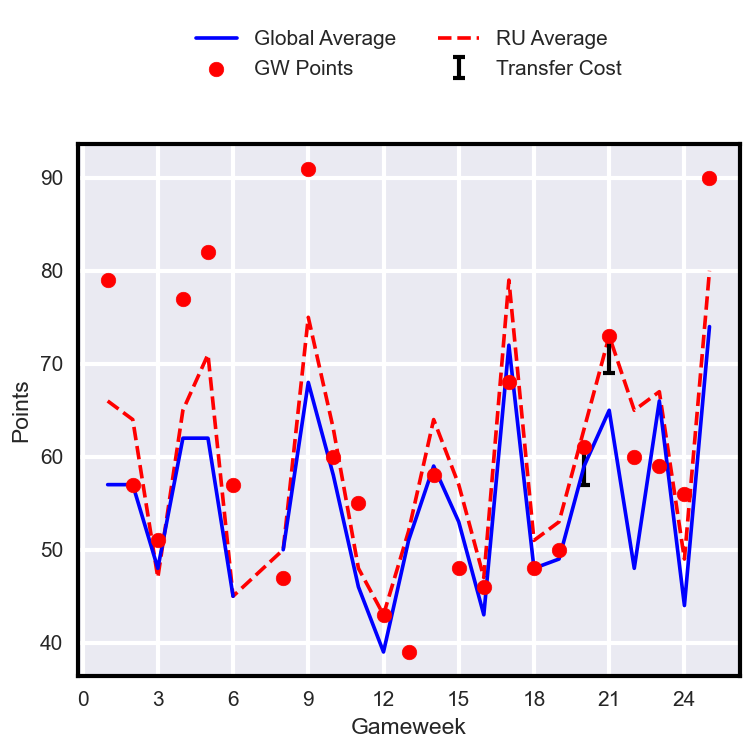 Global Average
RU Average
GW Points
Transfer Cost
90
80
70
60
50
40
Points
0 3 6 9 12 15 18 21 24
Gameweek